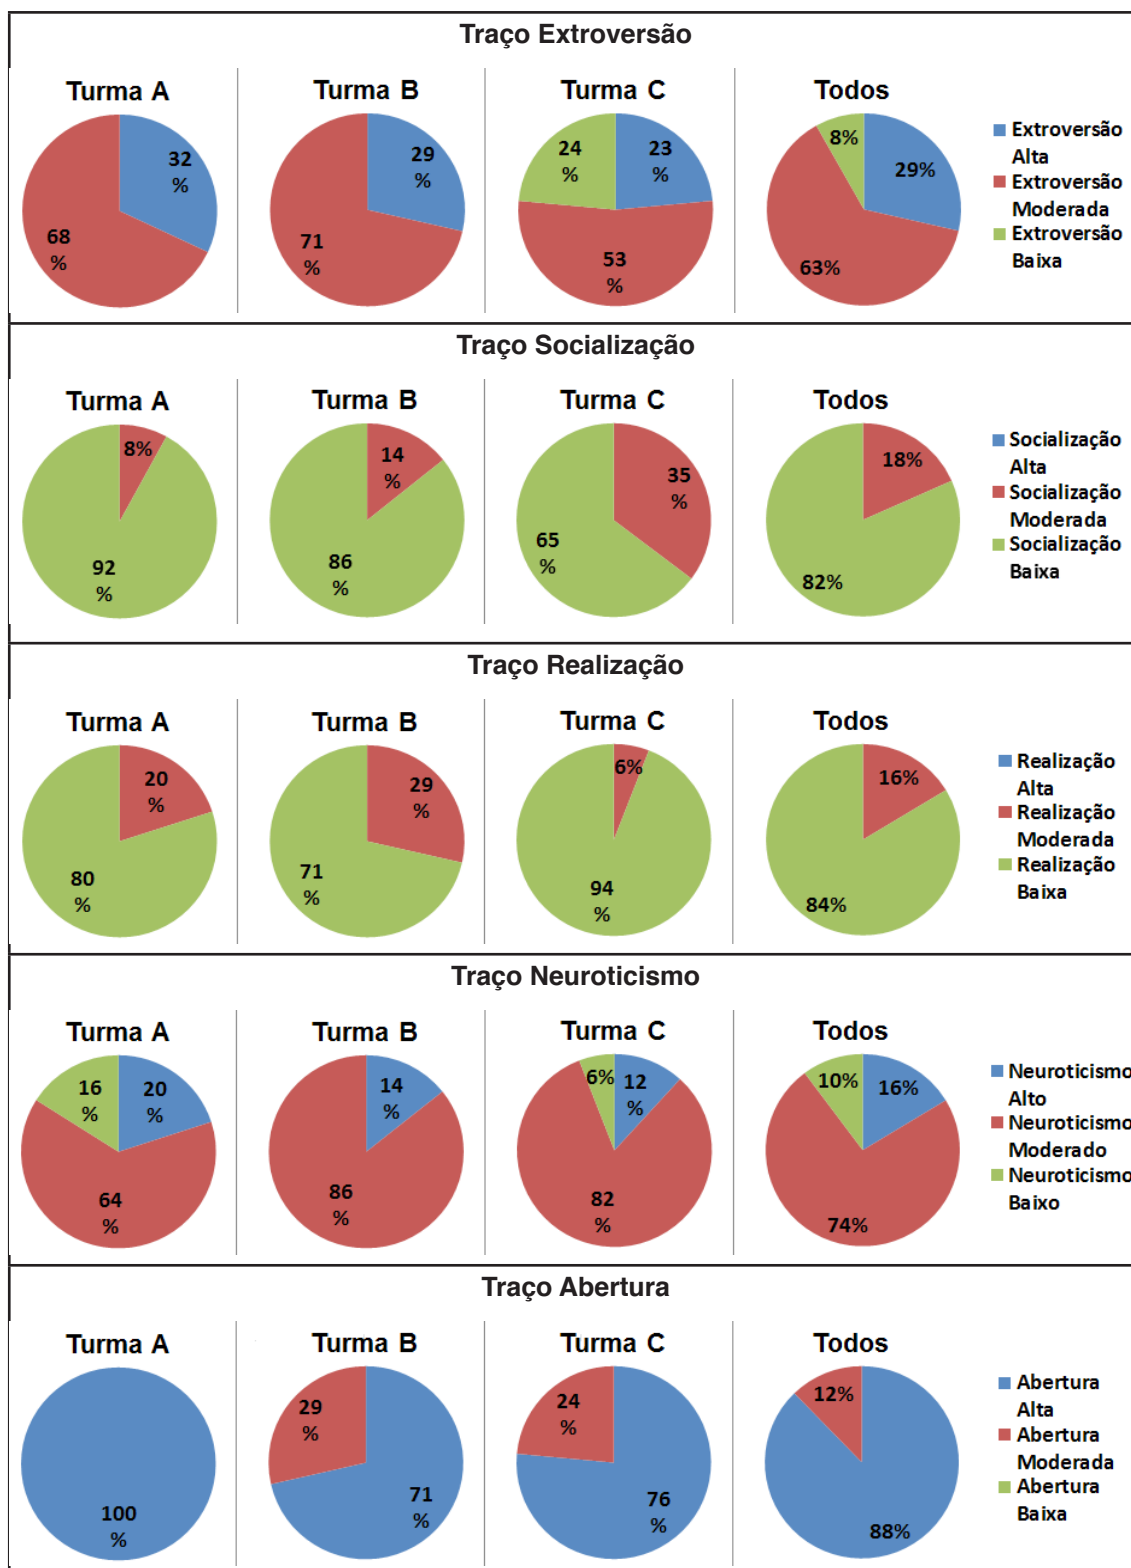 Traço Extroversão
Turma A
Turma B
Turma C
Todos
32
%
68
%
29
%
71
%
24
%
23
%
53
%
8%
29%
63%
Extroversão
Alta
Extroversão
Moderada
Extroversão
Baixa
Traço Socialização
Turma A
Turma B
Turma C
Todos
8%
92
%
14
%
86
%
35
%
65
%
18%
82%
Socialização
Alta
Socialização
Moderada
Socialização
Baixa
Traço Realização
Turma A
Turma B
Turma C
Todos
20
%
80
%
29
%
71
%
6%
94
%
16%
84%
Realização
Alta
Realização
Moderada
Realização
Baixa
Traço Neuroticismo
Turma A
Turma B
Turma C
Todos
16
%
20
%
64
%
14
%
86
%
6%
12
%
82
%
10%
16%
74%
Neuroticismo
Alto
Neuroticismo
Moderado
Neuroticismo
Baixo
Traço Abertura
Turma A
Turma B
Turma C
Todos
100
%
29
%
71
%
24
%
76
%
12%
88%
Abertura
Alta
Abertura
Moderada
Abertura
Baixa